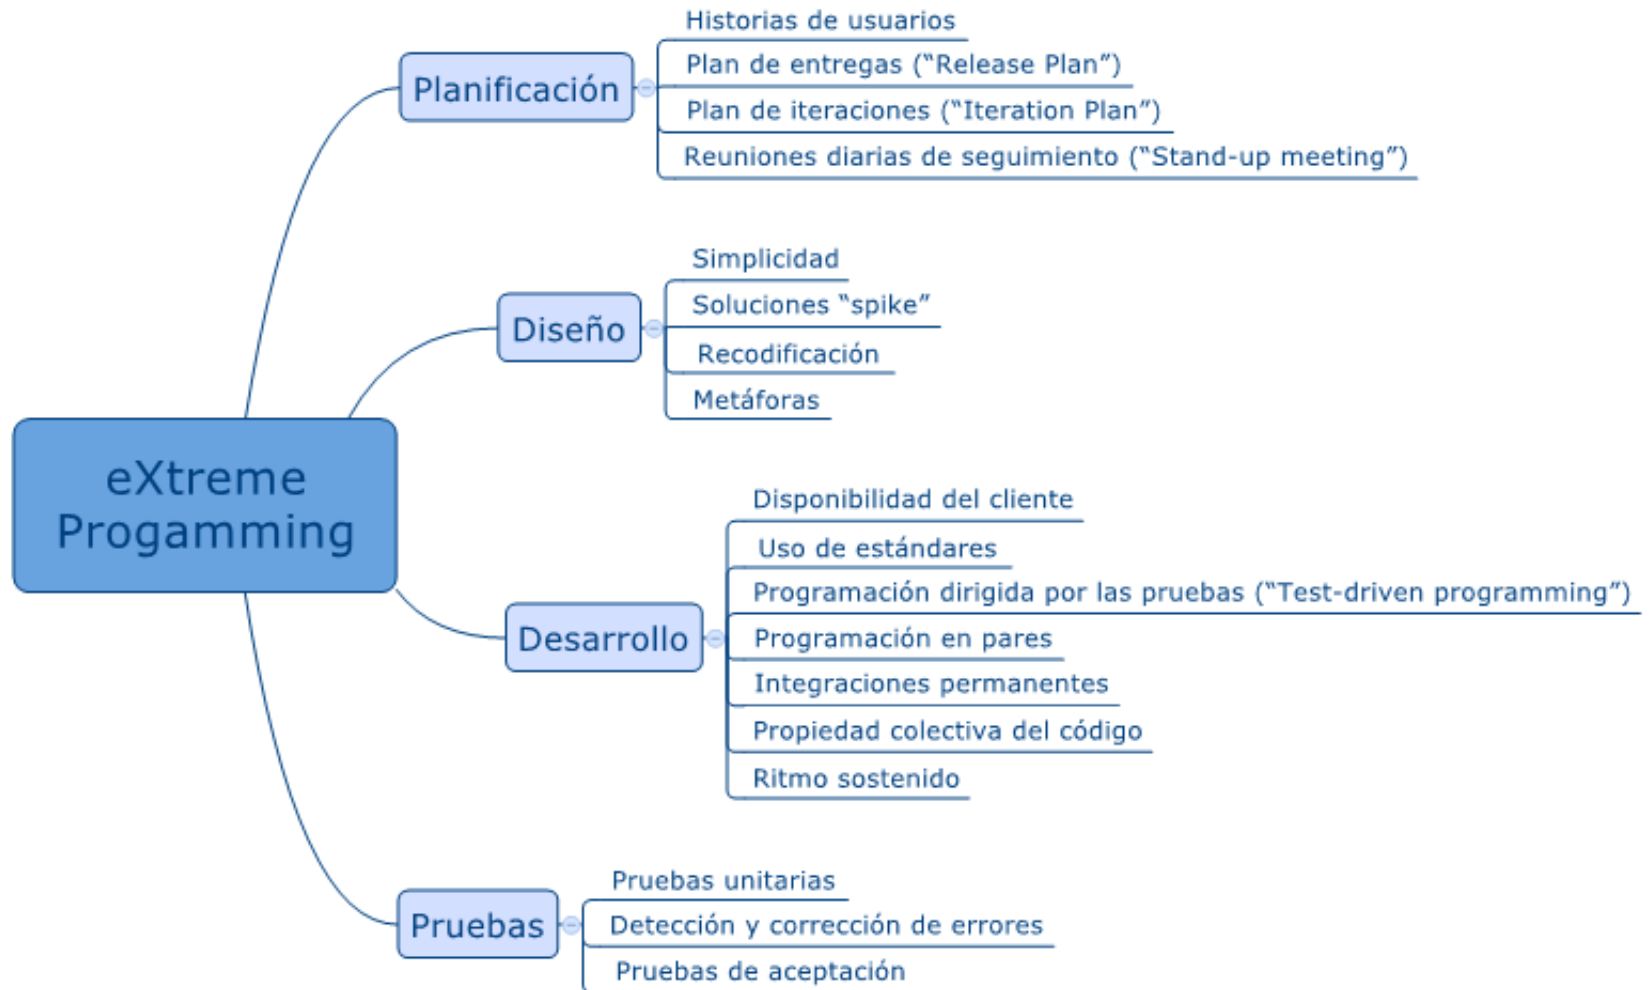 Historias de usuarios
Planificación
Plan de entregas (“Release Plan”)
Plan de iteraciones (“Iteration Plan”)
Reuniones diarias de seguimiento (“Stand-up meeting”)
Simplicidad
Diseño
Soluciones “spike”
Recodificación
Metáforas
eXtreme
Progamming
Disponibilidad del cliente
Uso de estándares
Programación dirigida por las pruebas (“Test-driven programming”)
Desarrollo
Programación en pares
Integraciones permanentes
Propiedad colectiva del código
Ritmo sostenido
Pruebas unitarias
Pruebas
Detección y corrección de errores
Pruebas de aceptación